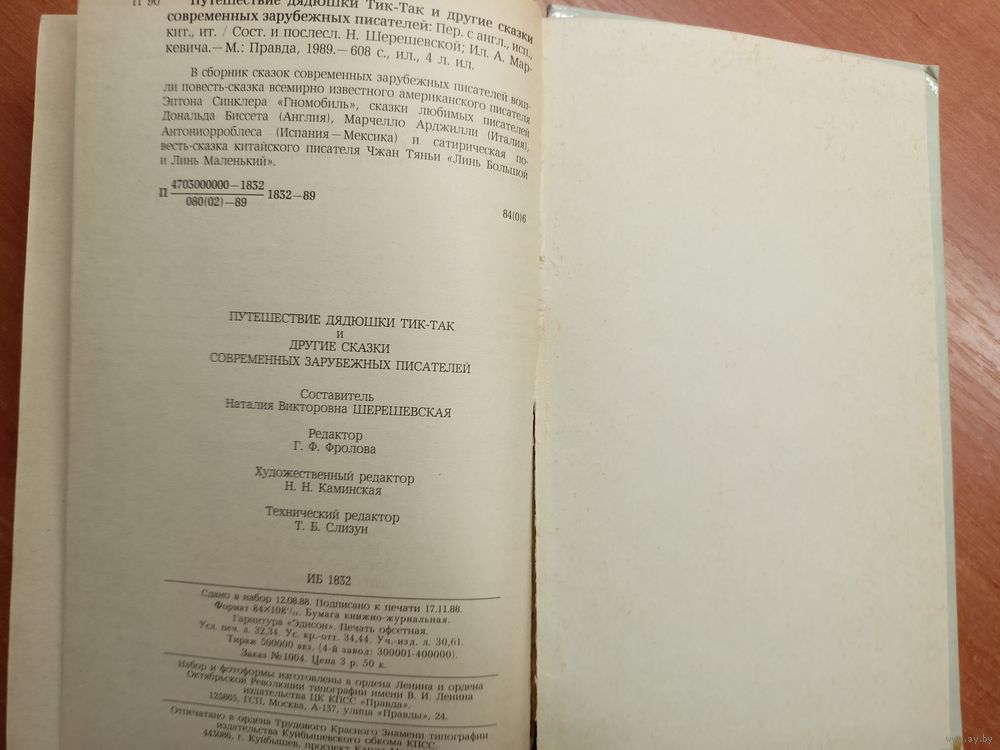 П 90 Путешествие дядюшки Тик-Так и другие сказки
современных зарубежных писателей: Пер. с англ., исп.,
кит., ит. / Сост. и послесл. Н. Шерешевской; Ил. А. Мар-
кевича.— М.: Правда, 1989.— 608 с., ил., 4 л. ил.
В сборник сказок современных зарубежных писателей вош-
ли повесть-сказка всемирно известного американского писателя
Эптона Синклера «Гномобиль», сказки любимых писателей
Дональда Биссета (Англия), Марчелло Арджилли (Италия),
Антониорроблеса (Испания — Мексика) и сатирическая по-
весть-сказка китайского писателя Чжан Тяньи «Линь Большой
и Линь Маленький».
П 4703000000—1832
080(02)—89
1832—89
84(0)6
ПУТЕШЕСТВИЕ ДЯДЮШКИ ТИК-ТАК
и
ДРУГИЕ СКАЗКИ
СОВРЕМЕННЫХ ЗАРУБЕЖНЫХ ПИСАТЕЛЕЙ
Составитель
Наталия Викторовна ШЕРЕШЕВСКАЯ
Редактор
Г. Ф. Фролова
Художественный редактор
Н. Н. Каминская
Технический редактор
Т. Б. Слизун
ИБ 1832
Сдано в набор 12.08.88. Подписано к печати 17.11.88.
Формат 84×108¹/₃₂. Бумага книжно-журнальная.
Гарнитура «Эдисон». Печать офсетная.
Усл. печ. л. 32,34. Ус. кр.-отт. 34,44. Уч.-изд. л. 30,61.
Тираж 500000 экз. (4-й завод: 300001-400000).
Заказ №1004. Цена 3 р. 50 к.
Набор и фотоформы изготовлены в ордена Ленина и ордена
Октябрьской Революции типографии имени В. И. Ленина
издательства ЦК КПСС «Правда».
125865, ГСП, Москва, А-137, улица «Правды», 24.
Отпечатано в ордена Трудового Красного Знамени типографии
издательства Куйбышевского обкома КПСС.
443086, г. Куйбышев, проспект
www.ay.by